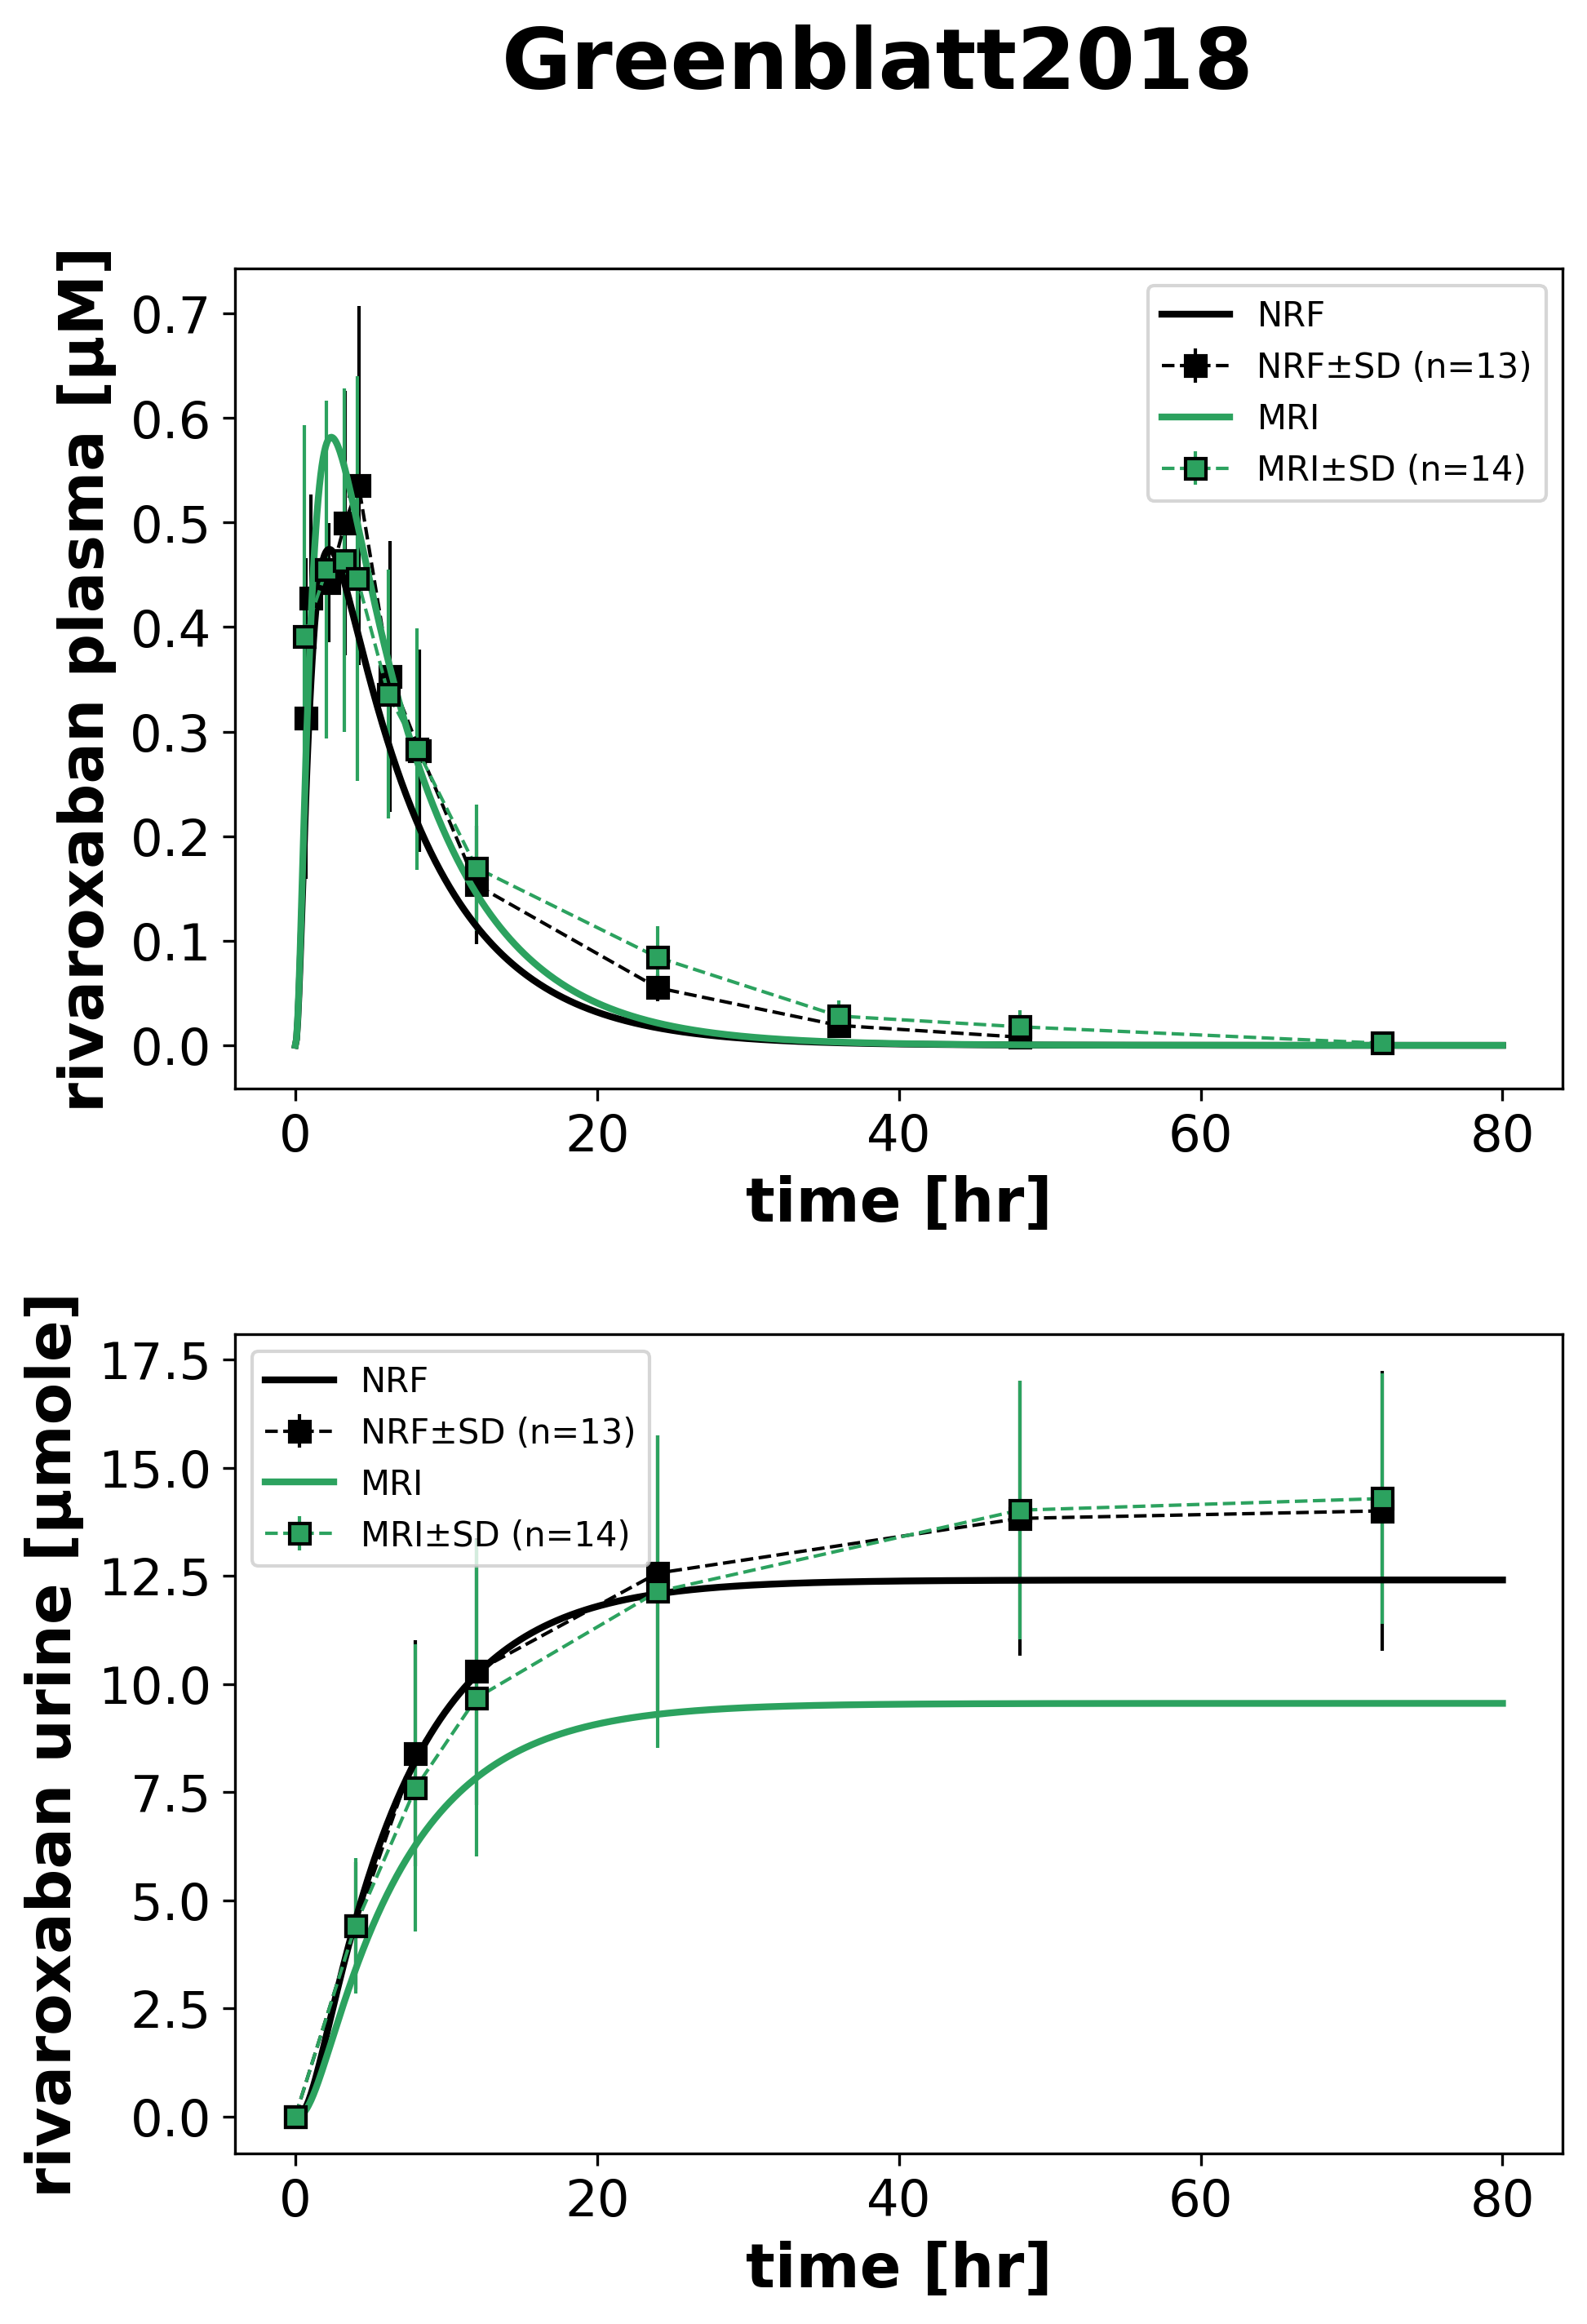 Greenblatt2018
rivaroxaban plasma [µM]
0.7
0.6
0.5
0.4
0.3
0.2
0.1
0.0
NRF
NRF±SD (n=13)
MRI
MRI±SD (n=14)
0 20 40 60 80
time [hr]
rivaroxaban urine [µmole]
17.5
15.0
12.5
10.0
7.5
5.0
2.5
0.0
NRF
NRF±SD (n=13)
MRI
MRI±SD (n=14)
0 20 40 60 80
time [hr]